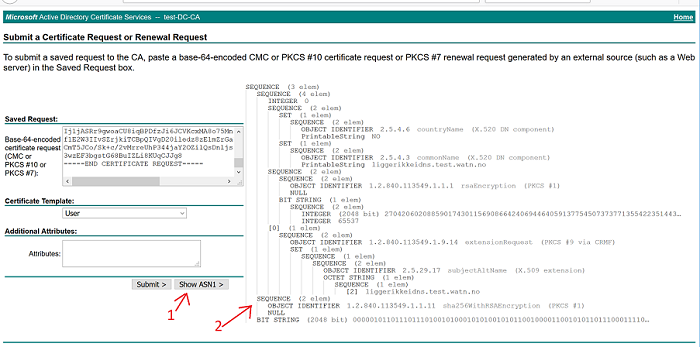 Microsoft Active Directory Certificate Services -- test-DC-CA Home
Submit a Certificate Request or Renewal Request
To submit a saved request to the CA, paste a base-64-encoded CMC or PKCS #10 certificate request or PKCS #7 renewal request generated by an external source (such as a Web
server) in the Saved Request box.
Saved Request:
Base-64-encoded
certificate request
(CMC or
PKCS #10 or
PKCS #7):
-----END CERTIFICATE REQUEST-----
Certificate Template:
User
Additional Attributes:
Attributes:
Submit > Show ASN1 >
1
2
SEQUENCE (3 elem)
SEQUENCE (4 elem)
INTEGER 0
SEQUENCE (2 elem)
SET (1 elem)
SEQUENCE (2 elem)
OBJECT IDENTIFIER 2.5.4.6 countryName (X.520 DN component)
PrintableString NO
SET (1 elem)
SEQUENCE (2 elem)
OBJECT IDENTIFIER 2.5.4.3 commonName (X.520 DN component)
PrintableString liggerikkeidns.test.watn.no
SEQUENCE (2 elem)
SEQUENCE (2 elem)
OBJECT IDENTIFIER 1.2.840.113549.1.1.1 rsaEncryption (PKCS #1)
NULL
BIT STRING (1 elem)
SEQUENCE (2 elem)
INTEGER (2048 bit)
INTEGER 65537
[0] (1 elem)
SEQUENCE (2 elem)
OBJECT IDENTIFIER 1.2.840.113549.1.9.14 extensionRequest (PKCS #9 via CRMF)
SET (1 elem)
SEQUENCE (1 elem)
SEQUENCE (2 elem)
OBJECT IDENTIFIER 2.5.29.17 subjectAltName (X.509 extension)
OCTET STRING (1 elem)
SEQUENCE (1 elem)
[2] liggerikkeidns.test.watn.no
SEQUENCE (2 elem)
OBJECT IDENTIFIER 1.2.840.113549.1.1.11 sha256WithRSAEncryption (PKCS #1)
NULL
BIT STRING (2048 bit)